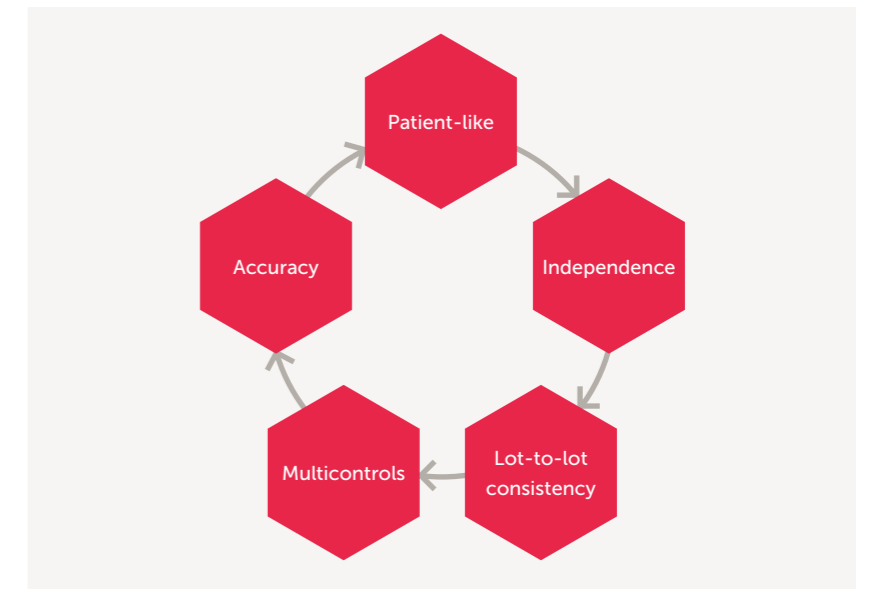 Patient-like
Independence
Lot-to-lot
consistency
Multicontrols
Accuracy